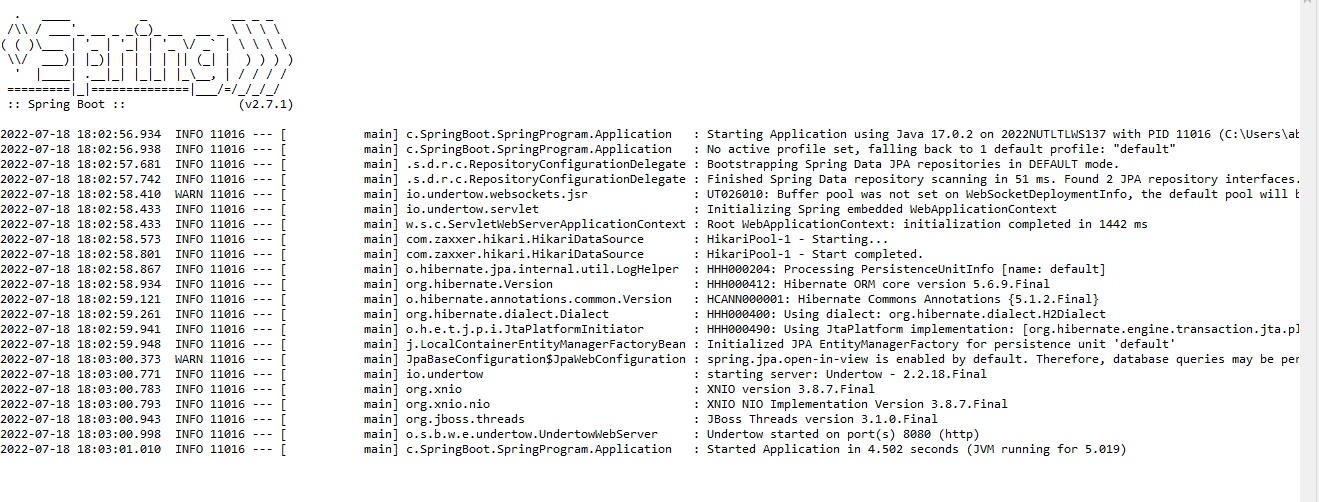 .   ____          _            __ _ _
 /\\ / ___'_ __ _ _(_)_ __  __ _ \ \ \ \
( ( )\___ | '_ | '_| | '_ \/ _` | \ \ \ \
 \\/  ___)| |_)| | | | | || (_| |  ) ) ) )
  '  |____| .__|_| |_|_| |_\__, | / / / /
 =========|_|==============|___/=/_/_/_/
 :: Spring Boot ::                (v2.7.1)
2022-07-18 18:02:56.934  INFO 11016 --- [           main] c.SpringBoot.SpringProgram.Application   : Starting Application using Java 17.0.2 on 2022NUTLTLWS137 with PID 11016 (C:\Users\ab
2022-07-18 18:02:56.938  INFO 11016 --- [           main] c.SpringBoot.SpringProgram.Application   : No active profile set, falling back to 1 default profile: "default"
2022-07-18 18:02:57.681  INFO 11016 --- [           main] .s.d.r.c.RepositoryConfigurationDelegate : Bootstrapping Spring Data JPA repositories in DEFAULT mode.
2022-07-18 18:02:57.742  INFO 11016 --- [           main] .s.d.r.c.RepositoryConfigurationDelegate : Finished Spring Data repository scanning in 51 ms. Found 2 JPA repository interfaces.
2022-07-18 18:02:58.410  WARN 11016 --- [           main] io.undertow.websockets.jsr               : UT026010: Buffer pool was not set on WebSocketDeploymentInfo, the default pool will b
2022-07-18 18:02:58.433  INFO 11016 --- [           main] io.undertow.servlet                      : Initializing Spring embedded WebApplicationContext
2022-07-18 18:02:58.433  INFO 11016 --- [           main] w.s.c.ServletWebServerApplicationContext : Root WebApplicationContext: initialization completed in 1442 ms
2022-07-18 18:02:58.573  INFO 11016 --- [           main] com.zaxxer.hikari.HikariDataSource       : HikariPool-1 - Starting...
2022-07-18 18:02:58.801  INFO 11016 --- [           main] com.zaxxer.hikari.HikariDataSource       : HikariPool-1 - Start completed.
2022-07-18 18:02:58.867  INFO 11016 --- [           main] o.hibernate.jpa.internal.util.LogHelper  : HHH000204: Processing PersistenceUnitInfo [name: default]
2022-07-18 18:02:58.934  INFO 11016 --- [           main] org.hibernate.Version                    : HHH000412: Hibernate ORM core version 5.6.9.Final
2022-07-18 18:02:59.121  INFO 11016 --- [           main] o.hibernate.annotations.common.Version   : HCANN000001: Hibernate Commons Annotations {5.1.2.Final}
2022-07-18 18:02:59.261  INFO 11016 --- [           main] org.hibernate.dialect.Dialect            : HHH000400: Using dialect: org.hibernate.dialect.H2Dialect
2022-07-18 18:02:59.941  INFO 11016 --- [           main] o.h.e.t.j.p.i.JtaPlatformInitiator       : HHH000490: Using JtaPlatform implementation: [org.hibernate.engine.transaction.jta.pl
2022-07-18 18:02:59.948  INFO 11016 --- [           main] j.LocalContainerEntityManagerFactoryBean : Initialized JPA EntityManagerFactory for persistence unit 'default'
2022-07-18 18:03:00.373  WARN 11016 --- [           main] JpaBaseConfiguration$JpaWebConfiguration : spring.jpa.open-in-view is enabled by default. Therefore, database queries may be per
2022-07-18 18:03:00.771  INFO 11016 --- [           main] io.undertow                              : starting server: Undertow - 2.2.18.Final
2022-07-18 18:03:00.783  INFO 11016 --- [           main] org.xnio                                 : XNIO version 3.8.7.Final
2022-07-18 18:03:00.793  INFO 11016 --- [           main] org.xnio.nio                             : XNIO NIO Implementation Version 3.8.7.Final
2022-07-18 18:03:00.943  INFO 11016 --- [           main] org.jboss.threads                        : JBoss Threads version 3.1.0.Final
2022-07-18 18:03:00.998  INFO 11016 --- [           main] o.s.b.w.e.undertow.UndertowWebServer     : Undertow started on port(s) 8080 (http)
2022-07-18 18:03:01.010  INFO 11016 --- [           main] c.SpringBoot.SpringProgram.Application   : Started Application in 4.502 seconds (JVM running for 5.019)